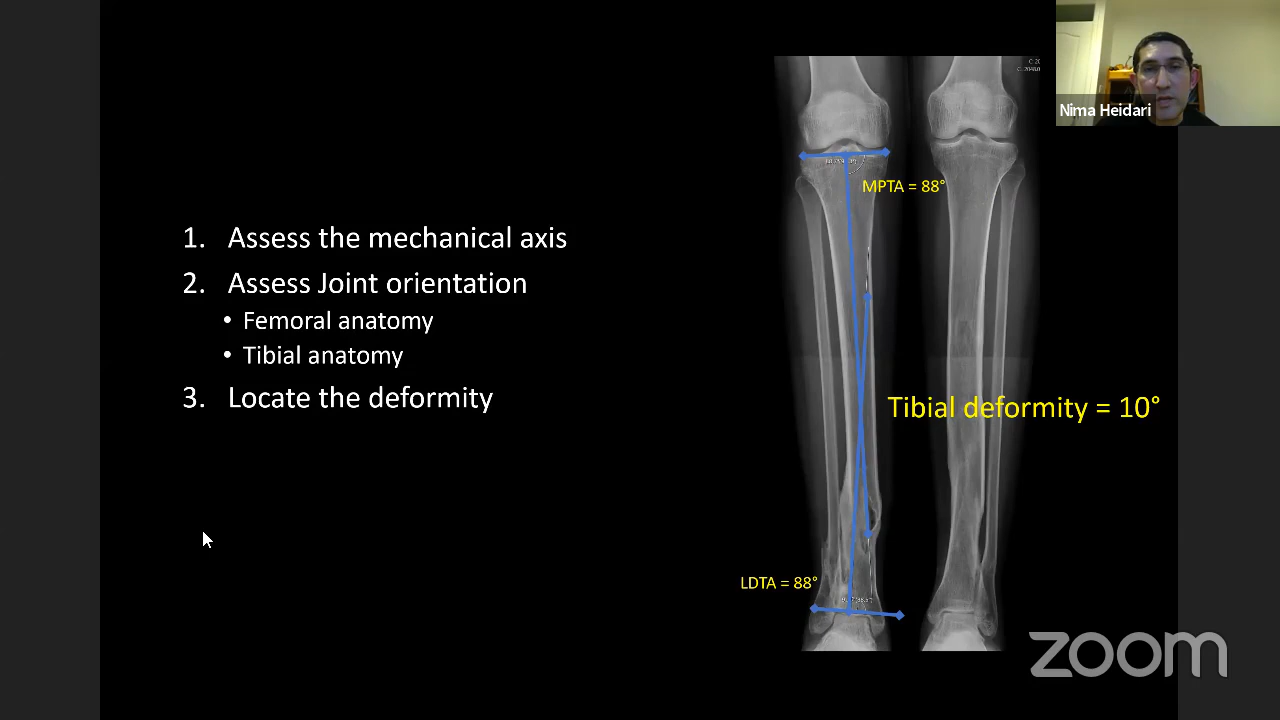 Nima Heidari
MPTA = 88°
1. Assess the mechanical axis
2. Assess Joint orientation
• Femoral anatomy
• Tibial anatomy
3. Locate the deformity
Tibial deformity = 10°
LDTA = 88°
zoom